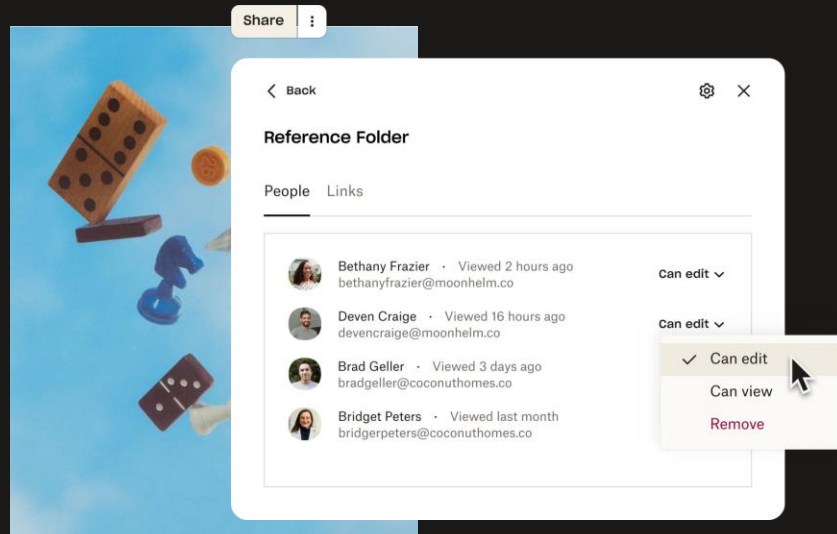 Share
Back
Reference Folder
People Links
Bethany Frazier · Viewed 2 hours ago
bethanyfrazier@moonhelm.co
Can edit
Deven Craige · Viewed 16 hours ago
devencraige@moonhelm.co
Can edit
Brad Geller · Viewed 3 days ago
bradgeller@coconuthomes.co
Bridget Peters · Viewed last month
bridgerpeters@coconuthomes.co
Can edit
Can view
Remove